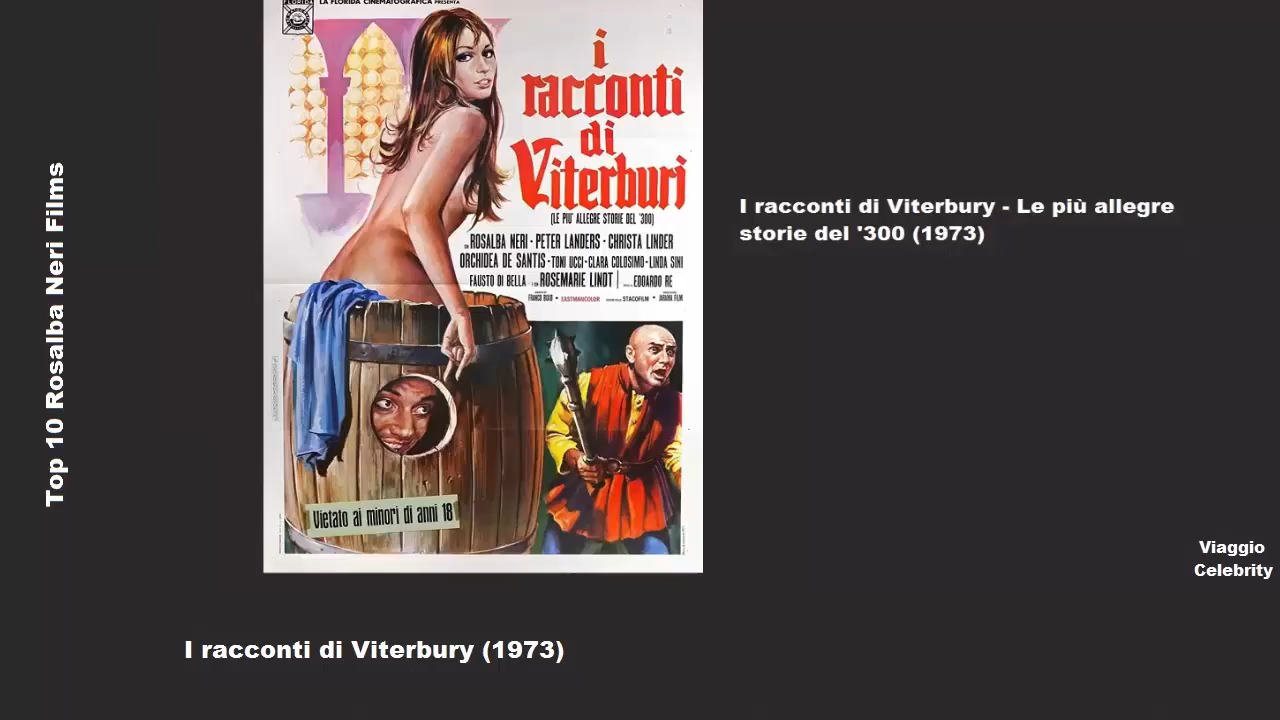 Top 10 Rosalba Neri Films
FLORIDA
LA FLORIDA CINEMATOGRAFICA PRESENTA
i
racconti
di
Viterburi
(LE PIU' ALLEGRE STORIE DEL '300)
ROSALBA NERI - PETER LANDERS - CHRISTA LINDER
ORCHIDEA DE SANTIS - TONI UCCI - CLARA COLOSIMO - LINDA SINI
FAUSTO DI BELLA ROSEMARIE LINDT EDOARDO RE
EASTMANCOLOR STACOFILM
Vietato ai minori di anni 18
I racconti di Viterbury - Le più allegre
storie del '300 (1973)
Viaggio
Celebrity
I racconti di Viterbury (1973)